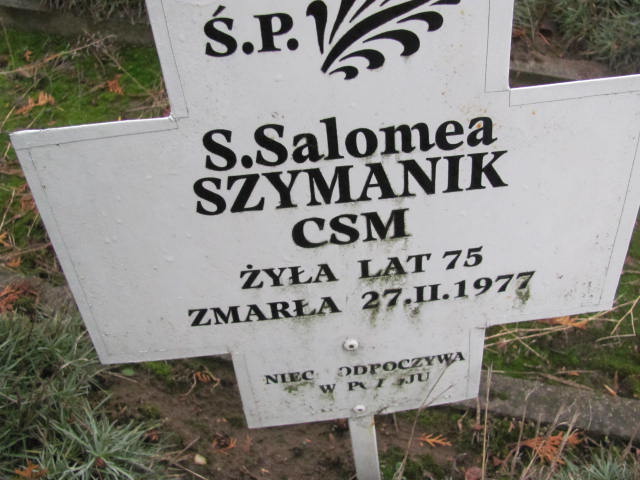 Ś.P.
S.Salomea
SZYMANIK
CSM
ŻYŁA LAT 75
ZMARŁA 27.II.1977
ODPOCZYWA
W